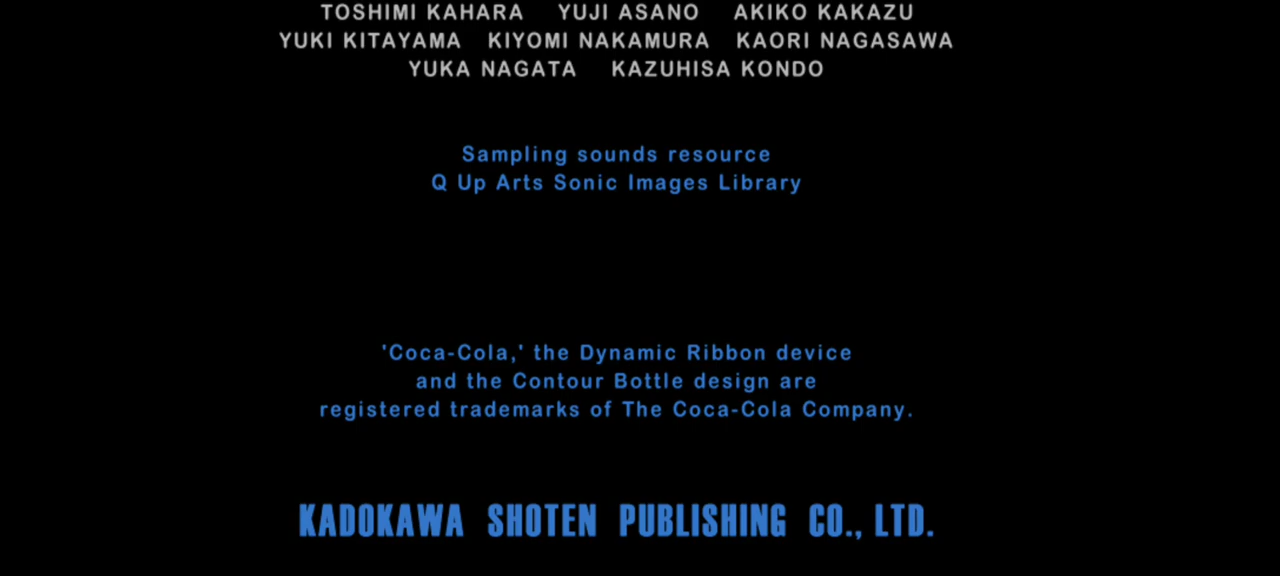 TOSHIMI KAHARA YUJI ASANO AKIKO KAKAZU
YUKI KITAYAMA KIYOMI NAKAMURA KAORI NAGASAWA
YUKA NAGATA KAZUHISA KONDO
Sampling sounds resource
Q Up Arts Sonic Images Library
'Coca-Cola,' the Dynamic Ribbon device
and the Contour Bottle design are
registered trademarks of The Coca-Cola Company.
KADOKAWA SHOTEN PUBLISHING CO., LTD.